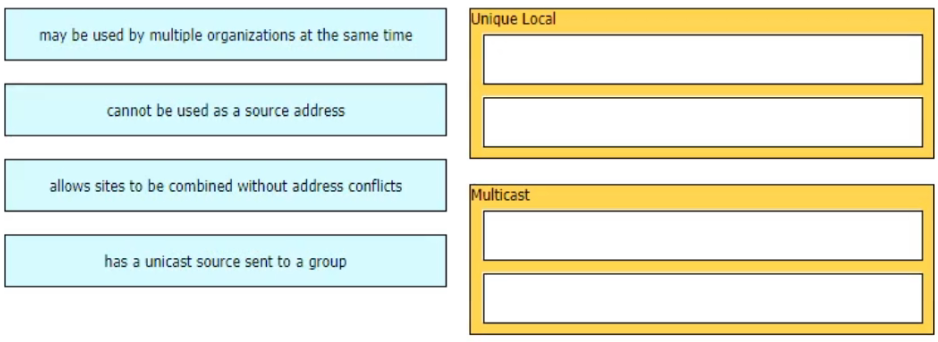 may be used by multiple organizations at the same time
cannot be used as a source address
allows sites to be combined without address conflicts
has a unicast source sent to a group
Unique Local
Multicast